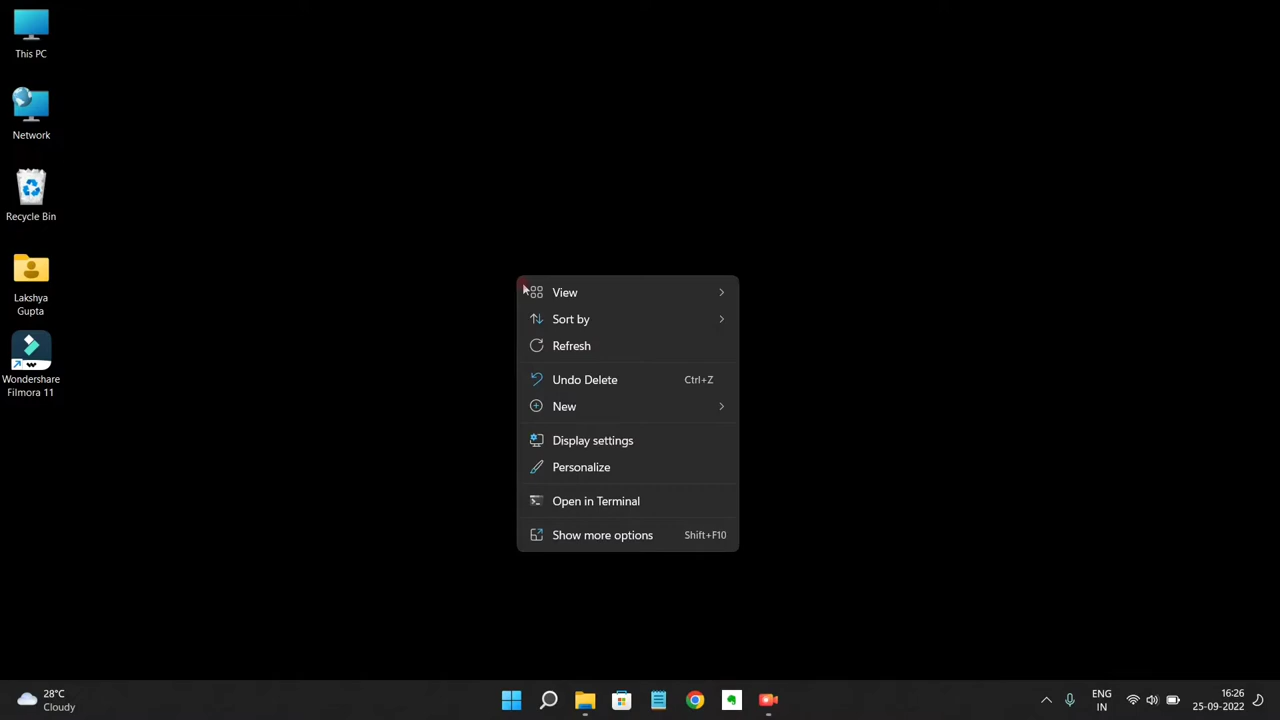 This PC
Network
Recycle Bin
Lakshya
Gupta
Wondershare
Filmora 11
View
Sort by
Refresh
Undo Delete Ctrl+Z
New
Display settings
Personalize
Open in Terminal
Show more options Shift+F10
28°C
Cloudy
ENG
IN
16:26
25-09-2022